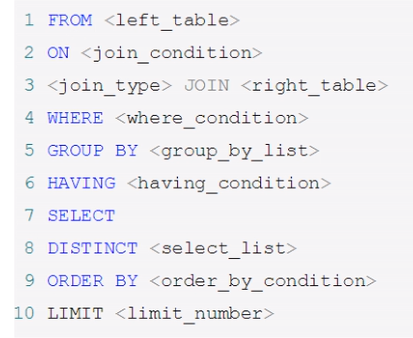 1 FROM <left_table>
2 ON <join_condition>
3 <join_type> JOIN <right_table>
4 WHERE <where_condition>
5 GROUP BY <group_by_list>
6 HAVING <having_condition>
7 SELECT
8 DISTINCT <select_list>
9 ORDER BY <order_by_condition>
10 LIMIT <limit_number>